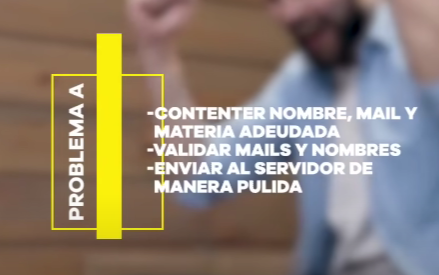 PROBLEMA A
-CONTENTER NOMBRE, MAIL Y
MATERIA ADEUDADA
-VALIDAR MAILS Y NOMBRES
-ENVIAR AL SERVIDOR DE
MANERA PULIDA